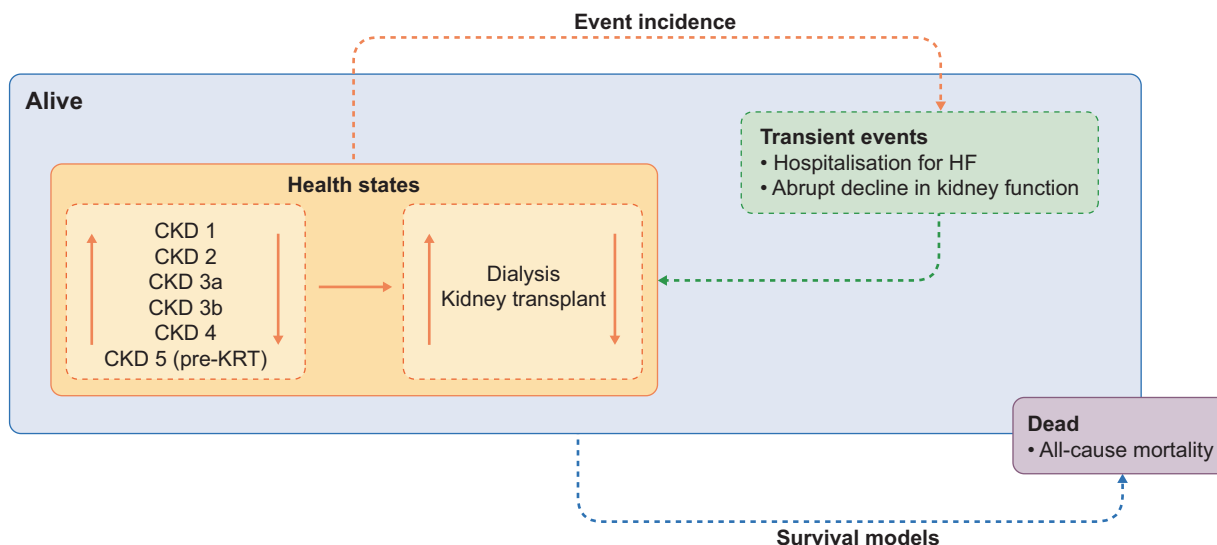 Event incidence
Alive
Transient events
• Hospitalisation for HF
• Abrupt decline in kidney function
Health states
CKD 1
CKD 2
CKD 3a
CKD 3b
CKD 4
CKD 5 (pre-KRT)
Dialysis
Kidney transplant
Dead
• All-cause mortality
Survival models